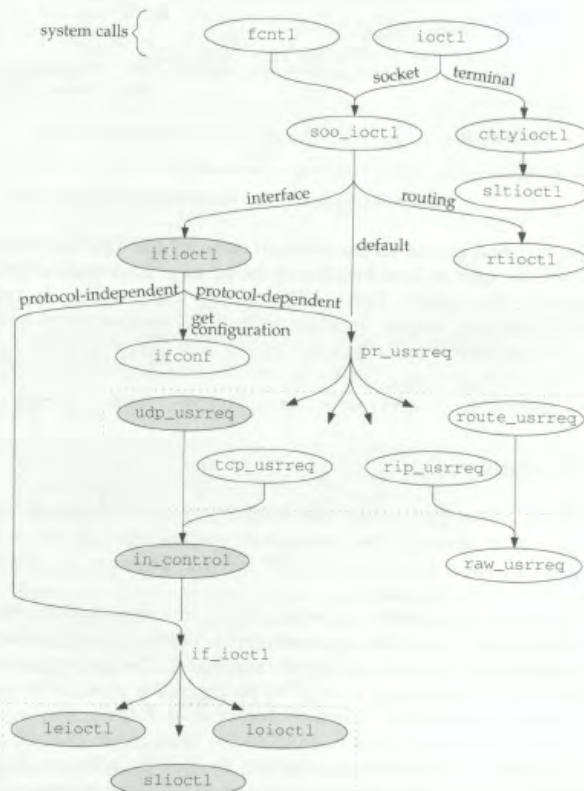 system calls
fcntl
ioctl
socket
terminal
soo_ioctl
cttyioctl
sltioctl
interface
routing
default
ifioctl
rtioctl
protocol-independent
protocol-dependent
get
configuration
ifconf
pr_usrreq
udp_usrreq
route_usrreq
tcp_usrreq
rip_usrreq
in_control
raw_usrreq
if_ioctl
leioctl
loioctl
slioctl